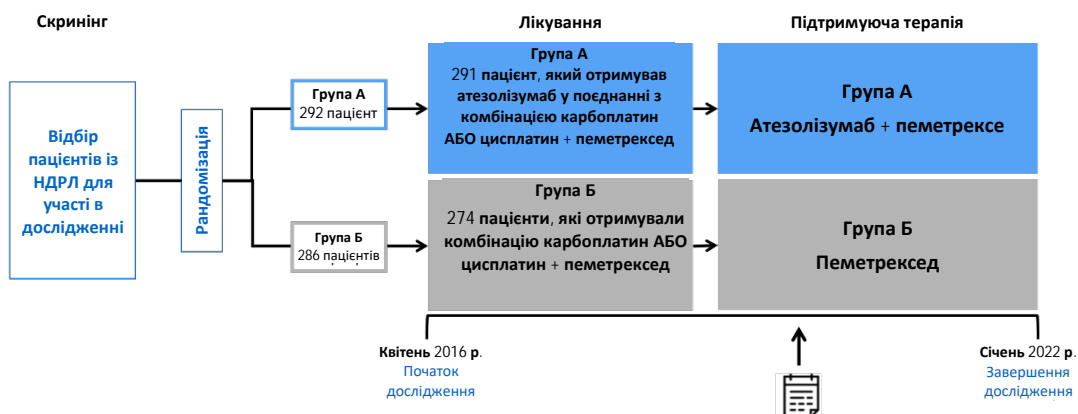 Скринінг
Лікування
Підтримуюча терапія
Відбір
пацієнтів із
НДРЛ для
участі в
дослідженні
Рандомізація
Група А
292 пацієнт
Група Б
286 пацієнтів
Група А
291 пацієнт, який отримував
атезолізумаб у поєднанні з
комбінацією карбоплатин
АБО цисплатин + пеметрексед
Група Б
274 пацієнти, які отримували
комбінацію карбоплатин АБО
цисплатин + пеметрексед
Група А
Атезолізумаб + пеметрексе
Група Б
Пеметрексед
Квітень 2016 р.
Початок
дослідження
Січень 2022 р.
Завершення
дослідження